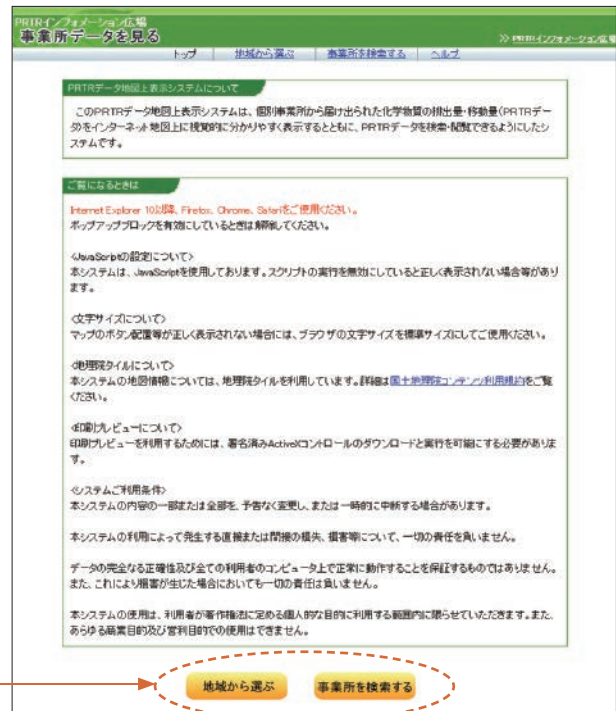 PRTRインフォメーション広場
事業所データを見る
>> PRTRインフォメーション広場
トップ | 地域から選ぶ | 事業所を検索する | ヘルプ
PRTRデータ地図上表示システムについて
このPRTRデータ地図上表示システムは、個別事業所から届け出られた化学物質の排出量・移動量(PRTRデー
タ)をインターネット地図上に視覚的に分かりやすく表示するとともに、PRTRデータを検索・閲覧できるようにしたシ
ステムです。
ご覧になるときは
Internet Explorer 10以降、Firefox、Chrome、Safariをご使用ください。
ポップアップブロックを有効にしているときは解除してください。
<JavaScriptの設定について>
本システムは、JavaScriptを使用しております。スクリプトの実行を無効にしていると正しく表示されない場合等があり
ます。
<文字サイズについて>
マップのボタン配置等が正しく表示されない場合には、ブラウザの文字サイズを標準サイズにしてご使用ください。
<地理院タイルについて>
本システムの地図情報については、地理院タイルを利用しています。詳細は国土地理院コンテンツ利用規約をご覧
ください。
<印刷プレビューについて>
印刷プレビューを利用するためには、署名済みActiveXコントロールのダウンロードと実行を可能にする必要がありま
す。
<システムご利用条件>
本システムの内容の一部または全部を、予告なく変更し、または一時的に中断する場合があります。
本システムの利用によって発生する直接または間接の損失、損害等について、一切の責任を負いません。
データの完全なる正確性及び全ての利用者のコンピュータ上で正常に動作することを保証するものではありません。
また、これにより損害が生じた場合においても一切の責任は負いません。
本システムの使用は、利用者が著作権法に定める個人的な目的に利用する範囲内に限らせていただきます。また、
あらゆる商業目的及び営利目的での使用はできません。
地域から選ぶ
事業所を検索する